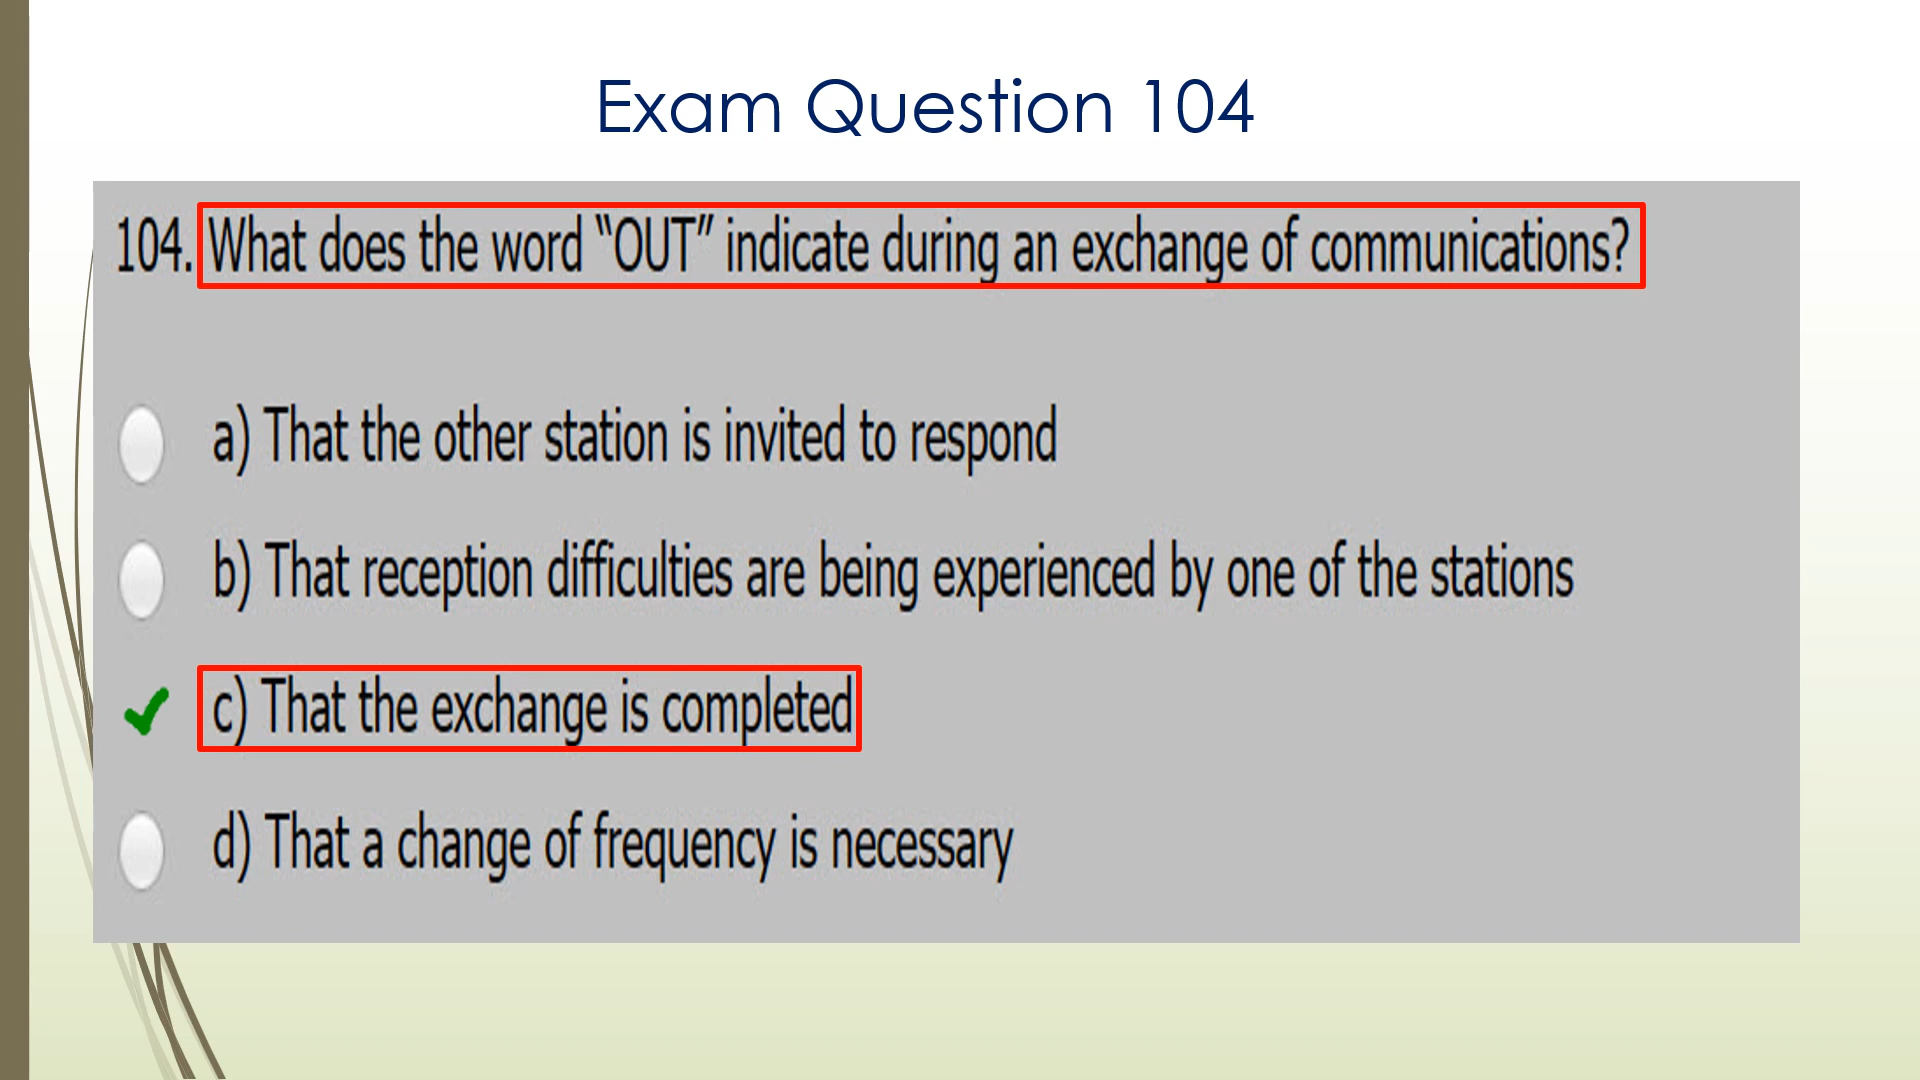 Exam Question 104
104. What does the word “OUT” indicate during an exchange of communications?
a) That the other station is invited to respond
b) That reception difficulties are being experienced by one of the stations
c) That the exchange is completed
d) That a change of frequency is necessary